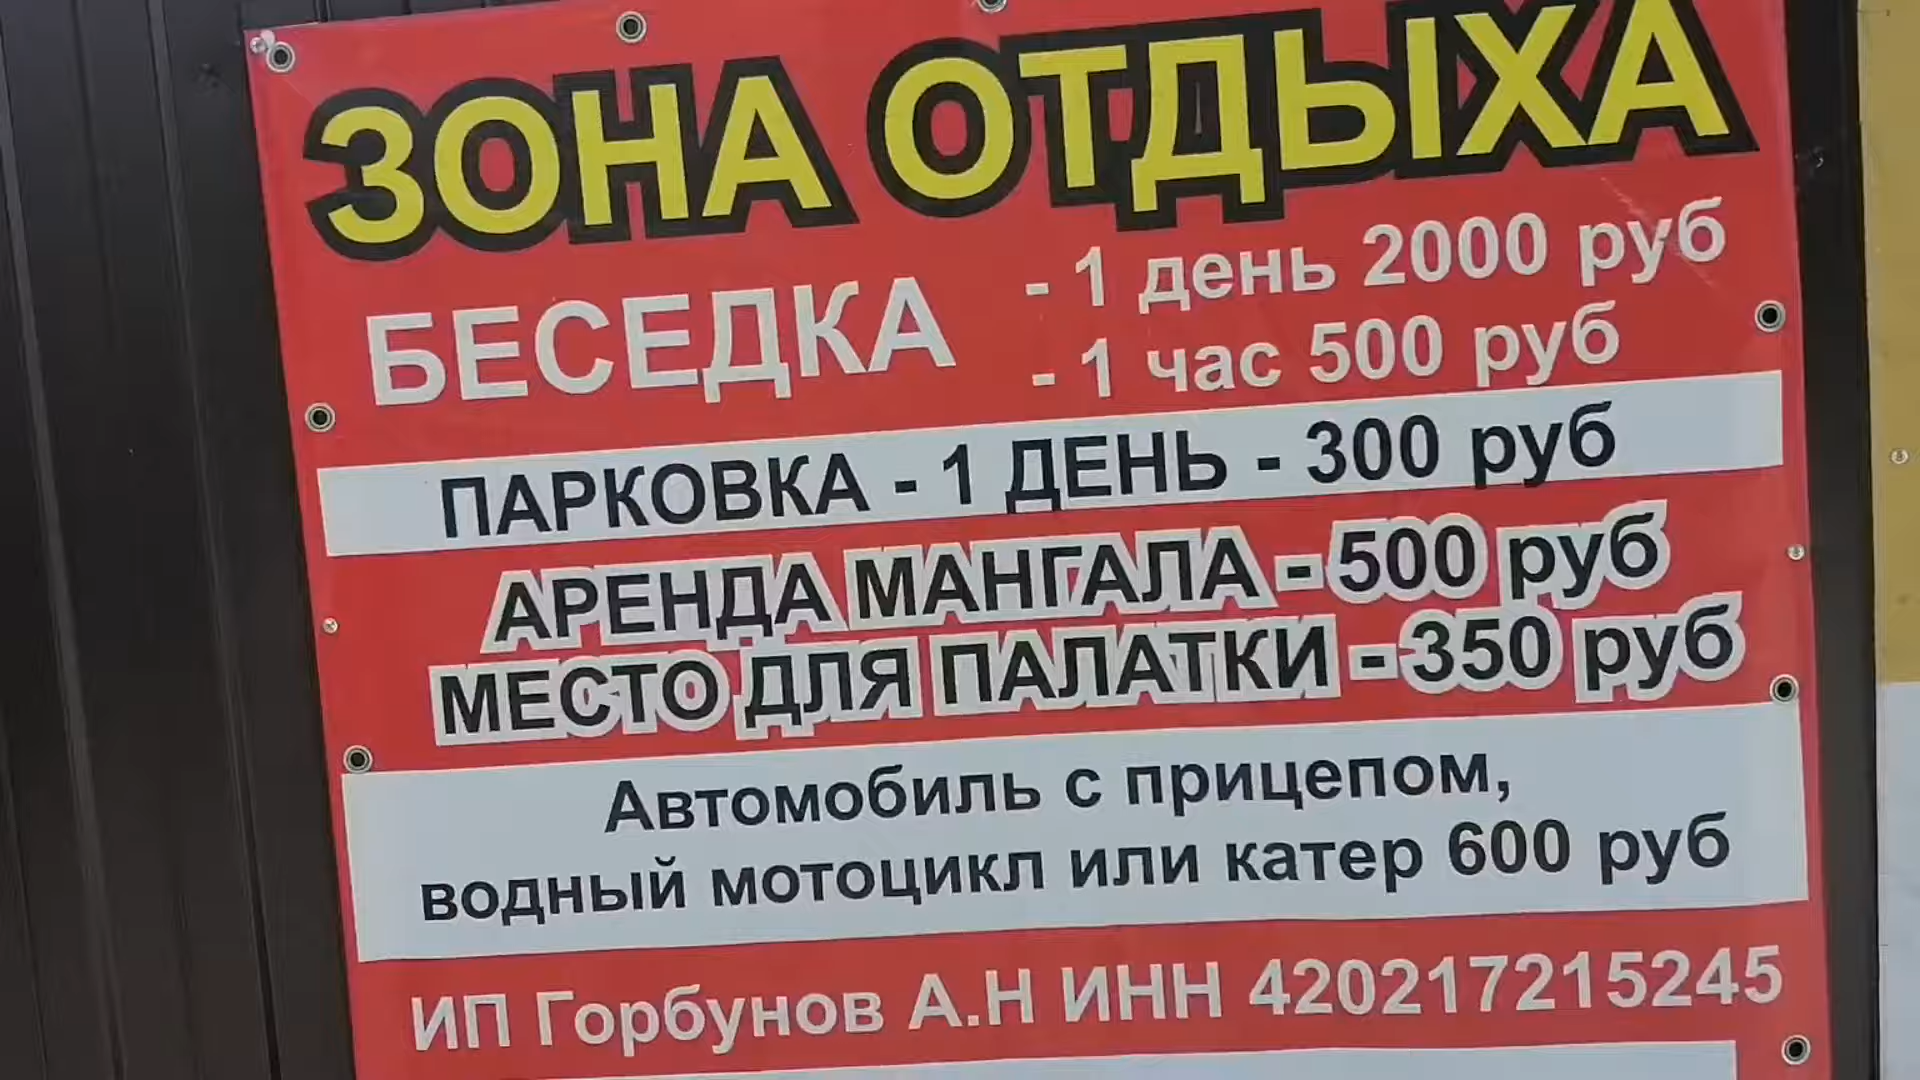 ЗОНА ОТДЫХА
БЕСЕДКА - 1 день 2000 руб
- 1 час 500 руб
ПАРКОВКА - 1 ДЕНЬ - 300 руб
АРЕНДА МАНГАЛА - 500 руб
МЕСТО ДЛЯ ПАЛАТКИ - 350 руб
Автомобиль с прицепом,
водный мотоцикл или катер 600 руб
ИП Горбунов А.Н ИНН 420217215245